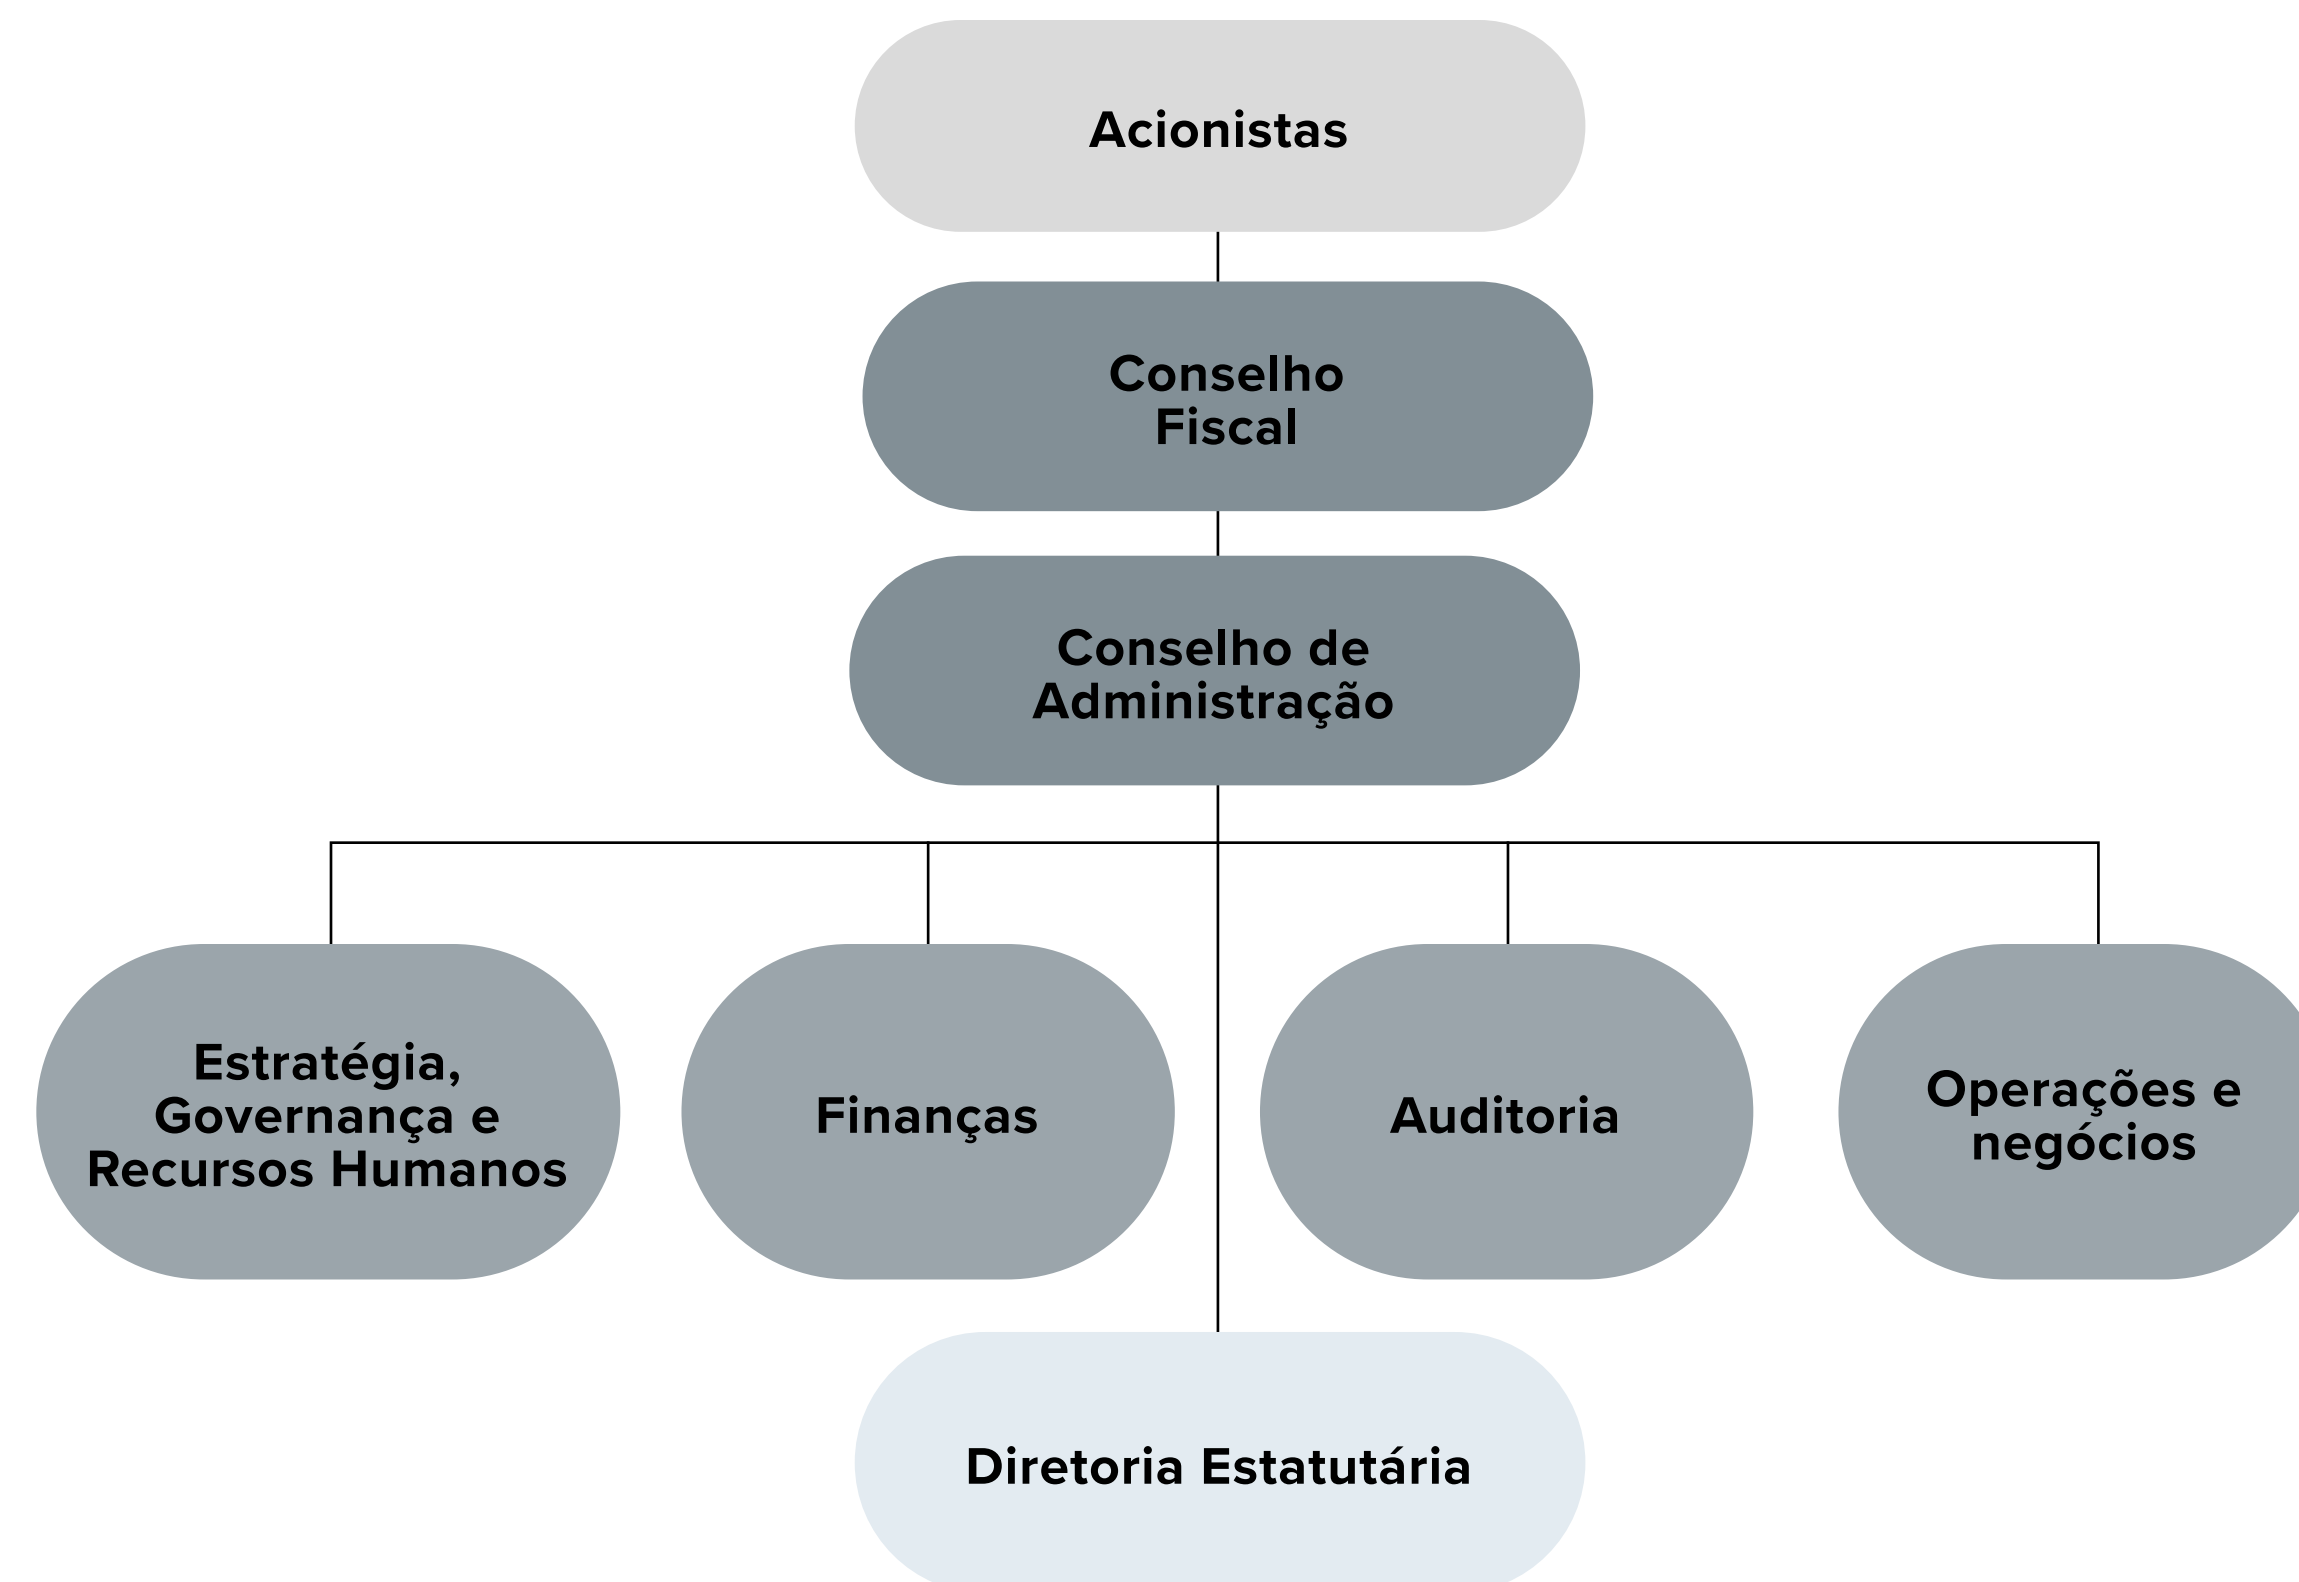 Acionistas
Conselho
Fiscal
Conselho de
Administração
Estratégia,
Governança e
Recursos Humanos
Finanças
Auditoria
Operações e
negócios
Diretoria Estatutária